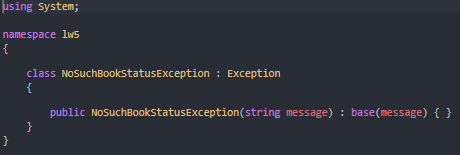 using System;
namespace lw5
{
class NoSuchBookStatusException : Exception
{
public NoSuchBookStatusException(string message) : base(message) { }
}
}